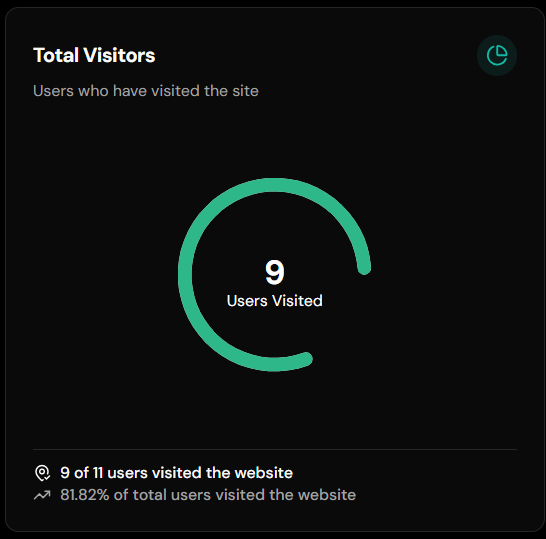 Total Visitors
Users who have visited the site
9
Users Visited
9 of 11 users visited the website
81.82% of total users visited the website